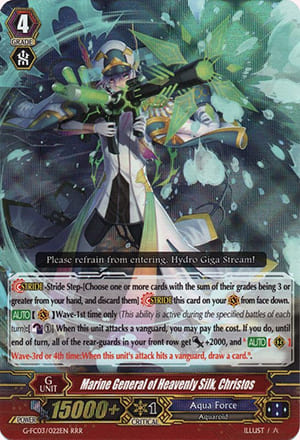 4
GRADE
Please refrain from entering. Hydro Giga Stream!
STRIDE -Stride Step-[Choose one or more cards with the sum of their grades being 3 or
greater from your hand, and discard them] STRIDE this card on your from face down.
AUTO [ ]Wave-1st time only (This ability is active during the specified battles of each
turn):[ (1)] When this unit attacks a vanguard, you may pay the cost. If you do, until
end of turn, all of the rear-guards in your front row get +2000, and "AUTO [ ]
Wave-3rd or 4th time:When this unit's attack hits a vanguard, draw a card.".
G UNIT
Marine General of Heavenly Silk, Christos
POWER 15000+
1
CRITICAL
Aqua Force
Aquaroid
G-FC03/022EN RRR
ILLUST / A